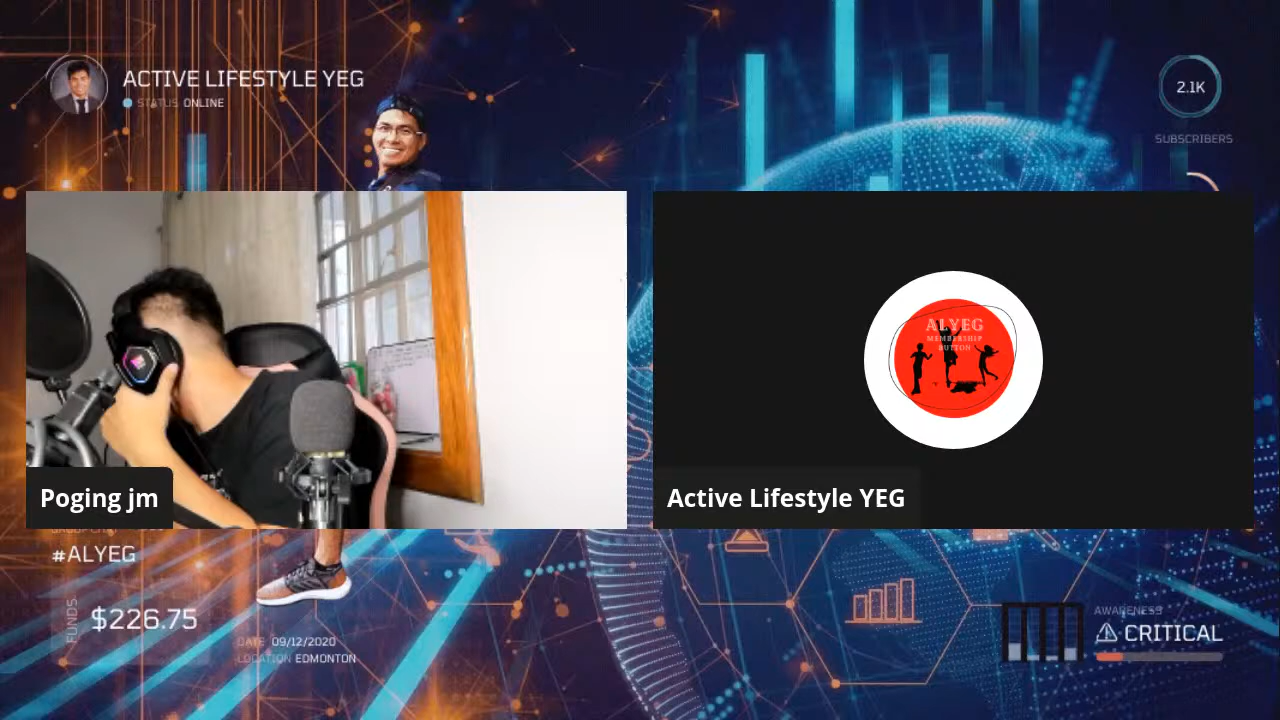 ACTIVE LIFESTYLE YEG
STATUS ONLINE
2.1K
SUBSCRIBERS
ALYEG
MEMBERSHIP
BUTTON
Poging jm
Active Lifestyle YEG
#ALYEG
FUNDS
$226.75
DATE 09/12/2020
LOCATION EDMONTON
AWARENESS
CRITICAL